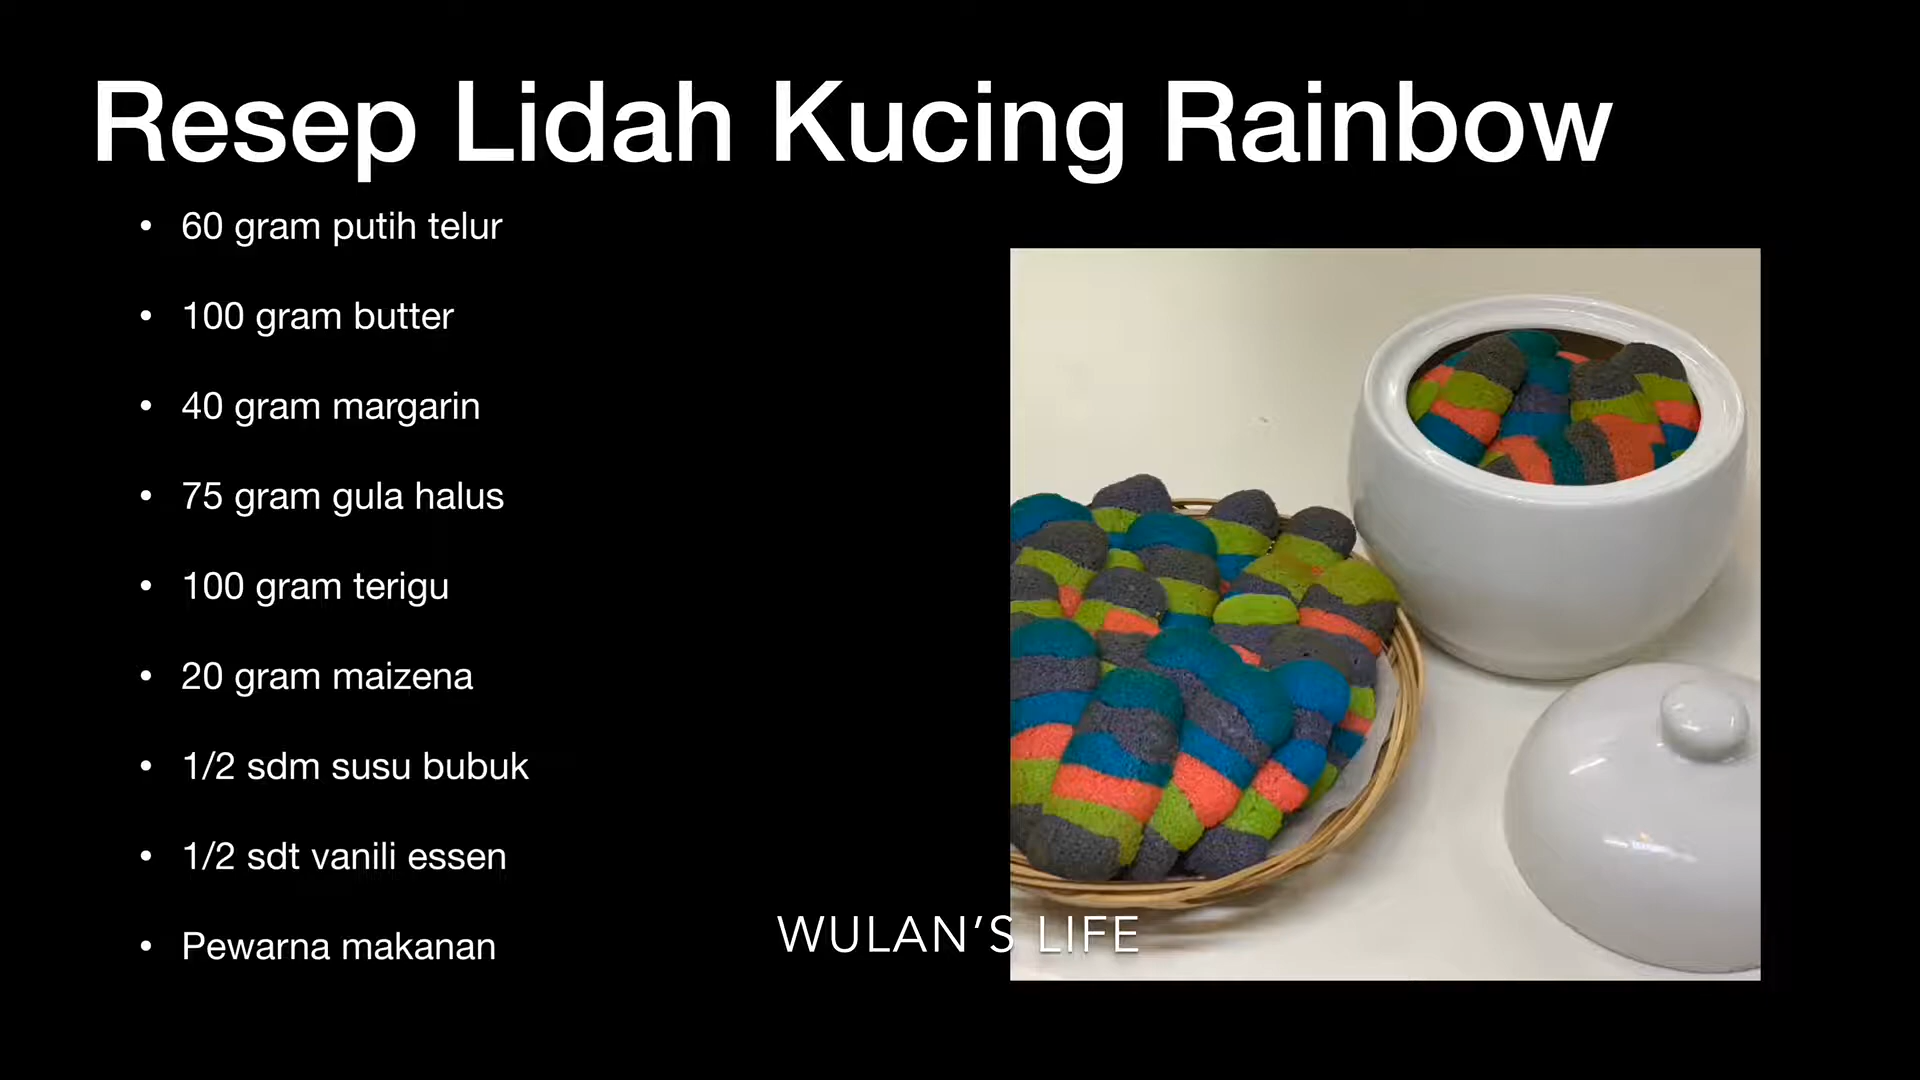 Resep Lidah Kucing Rainbow
• 60 gram putih telur
• 100 gram butter
• 40 gram margarin
• 75 gram gula halus
• 100 gram terigu
• 20 gram maizena
• 1/2 sdm susu bubuk
• 1/2 sdt vanili essen
• Pewarna makanan
WULAN'S LIFE